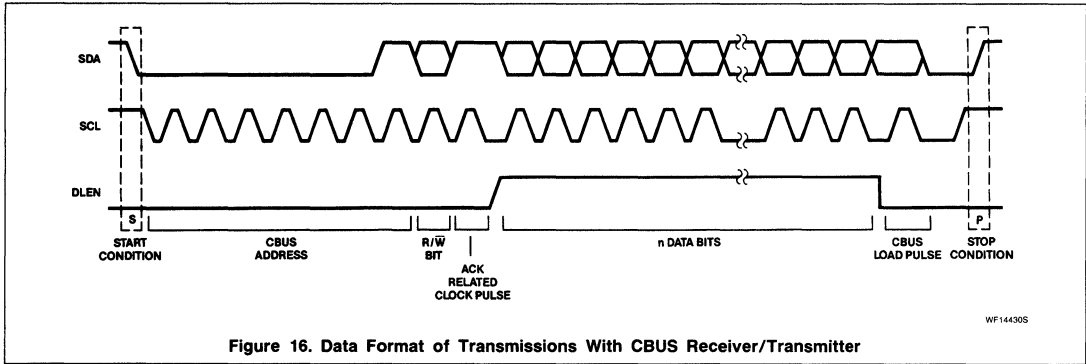 SDA
SCL
DLEN
S
P
START
CONDITION
CBUS
ADDRESS
R/W̅
BIT
ACK
RELATED
CLOCK PULSE
n DATA BITS
CBUS
LOAD PULSE
STOP
CONDITION
WF14430S
Figure 16. Data Format of Transmissions With CBUS Receiver/Transmitter